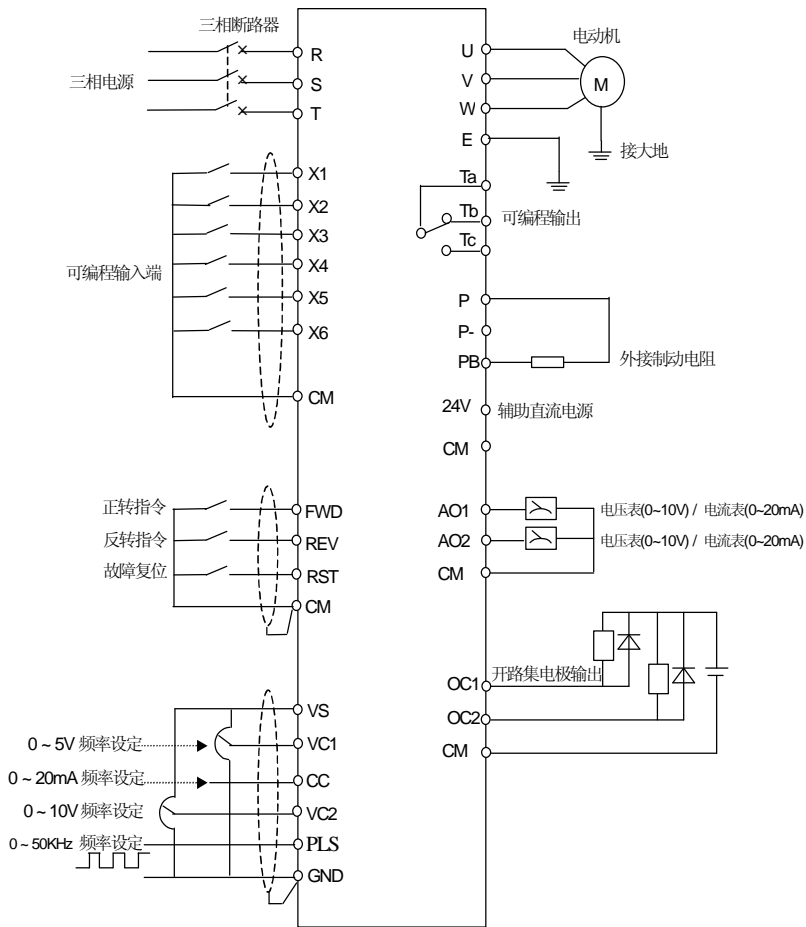 三相断路器
三相电源
R
S
T
X1
X2
X3
X4
X5
X6
可编程输入端
CM
正转指令
FWD
反转指令
REV
故障复位
RST
CM
VS
0 ~ 5V 频率设定
VC1
0 ~ 20mA 频率设定
CC
0 ~ 10V 频率设定
VC2
0 ~ 50KHz 频率设定
PLS
GND
电动机
U
V
W
M
E
接大地
Ta
Tb
可编程输出
Tc
P
P-
PB
外接制动电阻
24V
辅助直流电源
CM
AO1
电压表(0~10V) / 电流表(0~20mA)
AO2
电压表(0~10V) / 电流表(0~20mA)
CM
开路集电极输出
OC1
OC2
CM